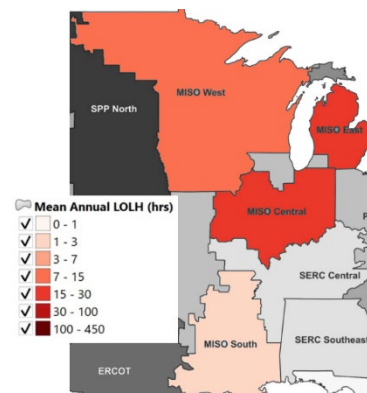 SPP North
MISO West
MISO East
MISO Central
Mean Annual LOLH (hrs)
0 - 1
1 - 3
3 - 7
7 - 15
15 - 30
30 - 100
100 - 450
SERC Central
MISO South
SERC Southeast
ERCOT